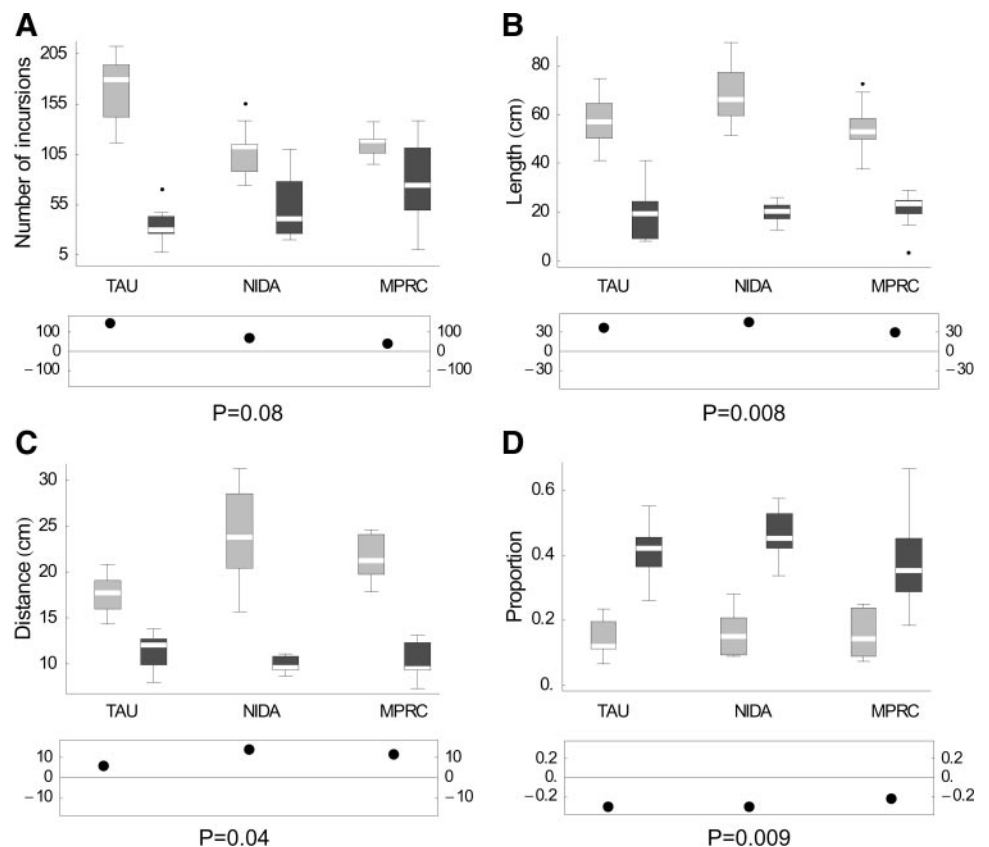 A
Number of incursions
205
155
105
55
5
TAU NIDA MPRC
100 100
0 0
−100 −100
P=0.08
B
Length (cm)
80
60
40
20
0
TAU NIDA MPRC
30 30
0 0
−30 −30
P=0.008
C
Distance (cm)
30
25
20
15
10
TAU NIDA MPRC
10 10
0 0
−10 −10
P=0.04
D
Proportion
0.6
0.4
0.2
0.
TAU NIDA MPRC
0.2 0.2
0. 0.
−0.2 −0.2
P=0.009